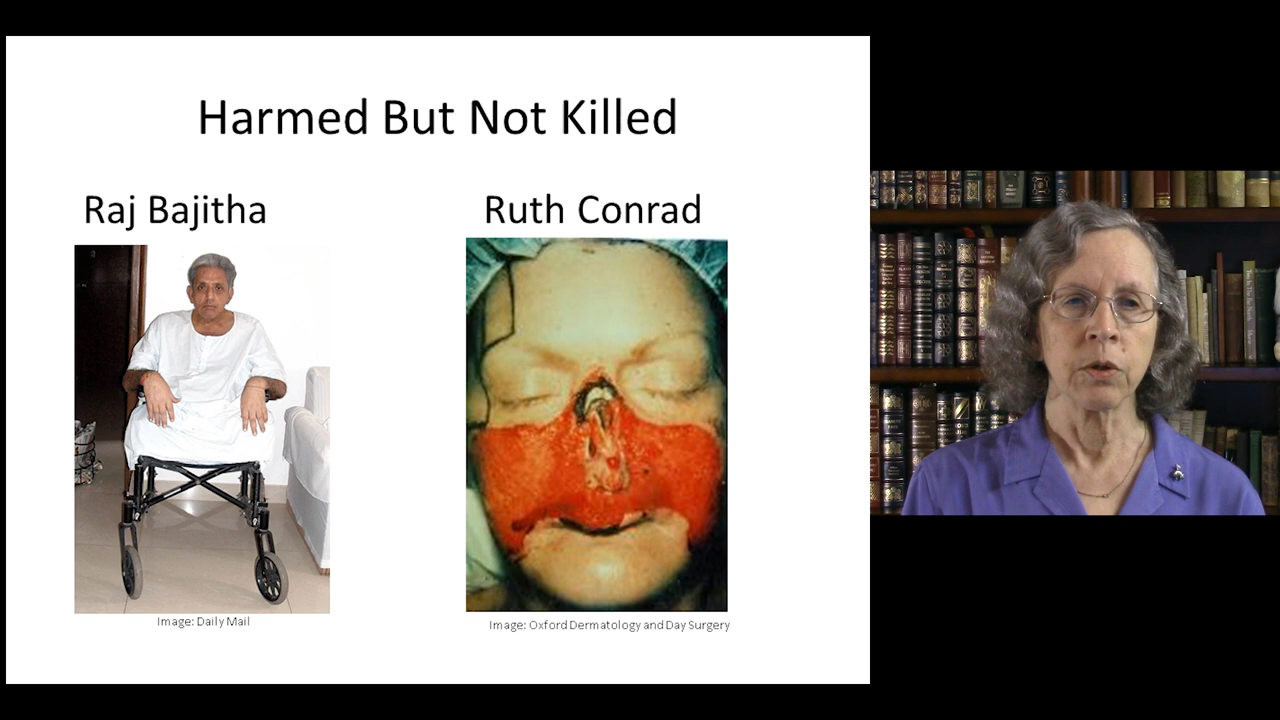 Harmed But Not Killed
Raj Bajitha
Ruth Conrad
Image: Daily Mail
Image: Oxford Dermatology and Day Surgery